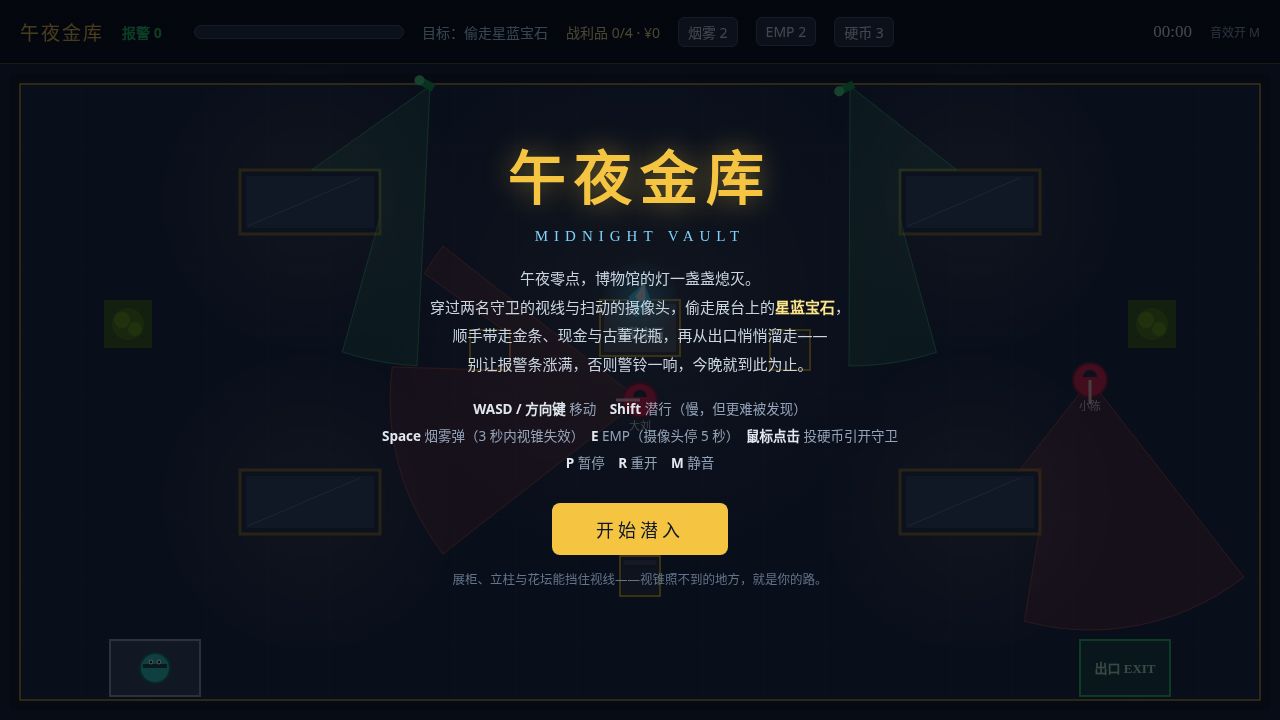 午夜金库 报警 0 目标：偷走星蓝宝石 战利品 0/4 · ¥0 烟雾 2 EMP 2 硬币 3 00:00 音效开 M
午夜金库
MIDNIGHT VAULT
午夜零点，博物馆的灯一盏盏熄灭。
穿过两名守卫的视线与扫动的摄像头，偷走展台上的星蓝宝石，
顺手带走金条、现金与古董花瓶，再从出口悄悄溜走——
别让报警条涨满，否则警铃一响，今晚就到此为止。
WASD / 方向键 移动 Shift 潜行（慢，但更难被发现）
小陈
大刘
Space 烟雾弹（3 秒内视锥失效） E EMP（摄像头停 5 秒） 鼠标点击 投硬币引开守卫
P 暂停 R 重开 M 静音
开始潜入
展柜、立柱与花坛能挡住视线——视锥照不到的地方，就是你的路。
出口 EXIT